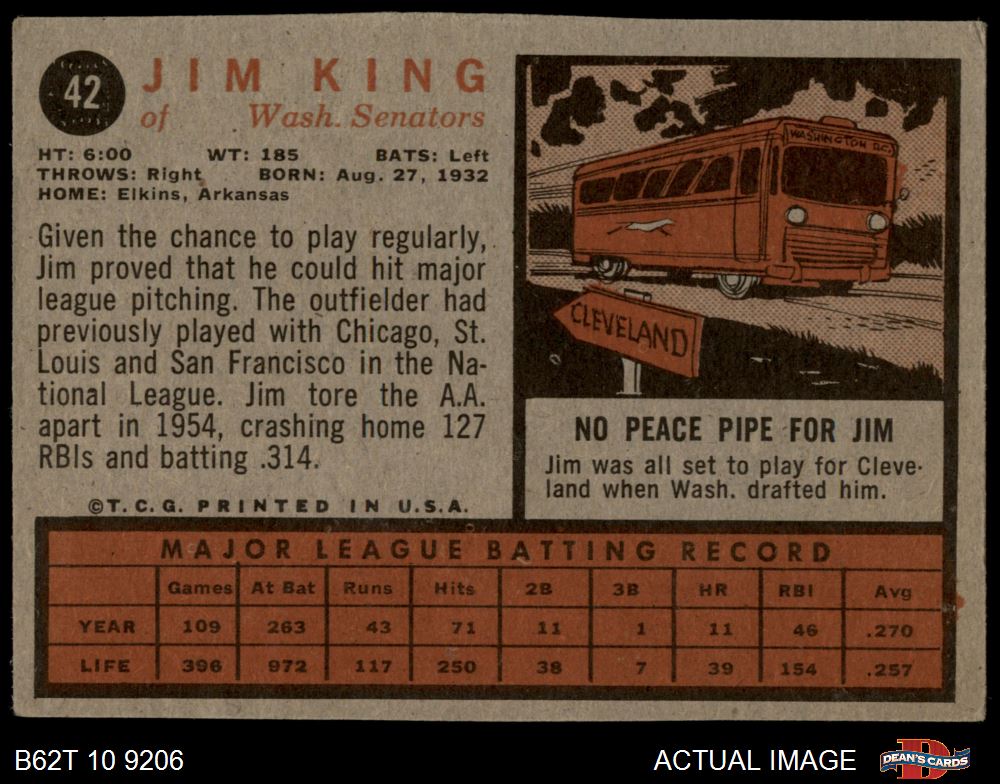 42
JIM KING
of Wash. Senators
HT: 6:00 WT: 185 BATS: Left
THROWS: Right BORN: Aug. 27, 1932
HOME: Elkins, Arkansas
Given the chance to play regularly,
Jim proved that he could hit major
league pitching. The outfielder had
previously played with Chicago, St.
Louis and San Francisco in the Na-
tional League. Jim tore the A.A.
apart in 1954, crashing home 127
RBIs and batting .314.
©T.C.G. PRINTED IN U.S.A.
WASHINGTON D.C.
CLEVELAND
NO PEACE PIPE FOR JIM
Jim was all set to play for Cleve-
land when Wash. drafted him.
MAJOR LEAGUE BATTING RECORD
Games At Bat Runs Hits 2B 3B HR RBI Avg
YEAR 109 263 43 71 11 1 11 46 .270
LIFE 396 972 117 250 38 7 39 154 .257
B62T 10 9206
ACTUAL IMAGE
DEAN'S CARDS